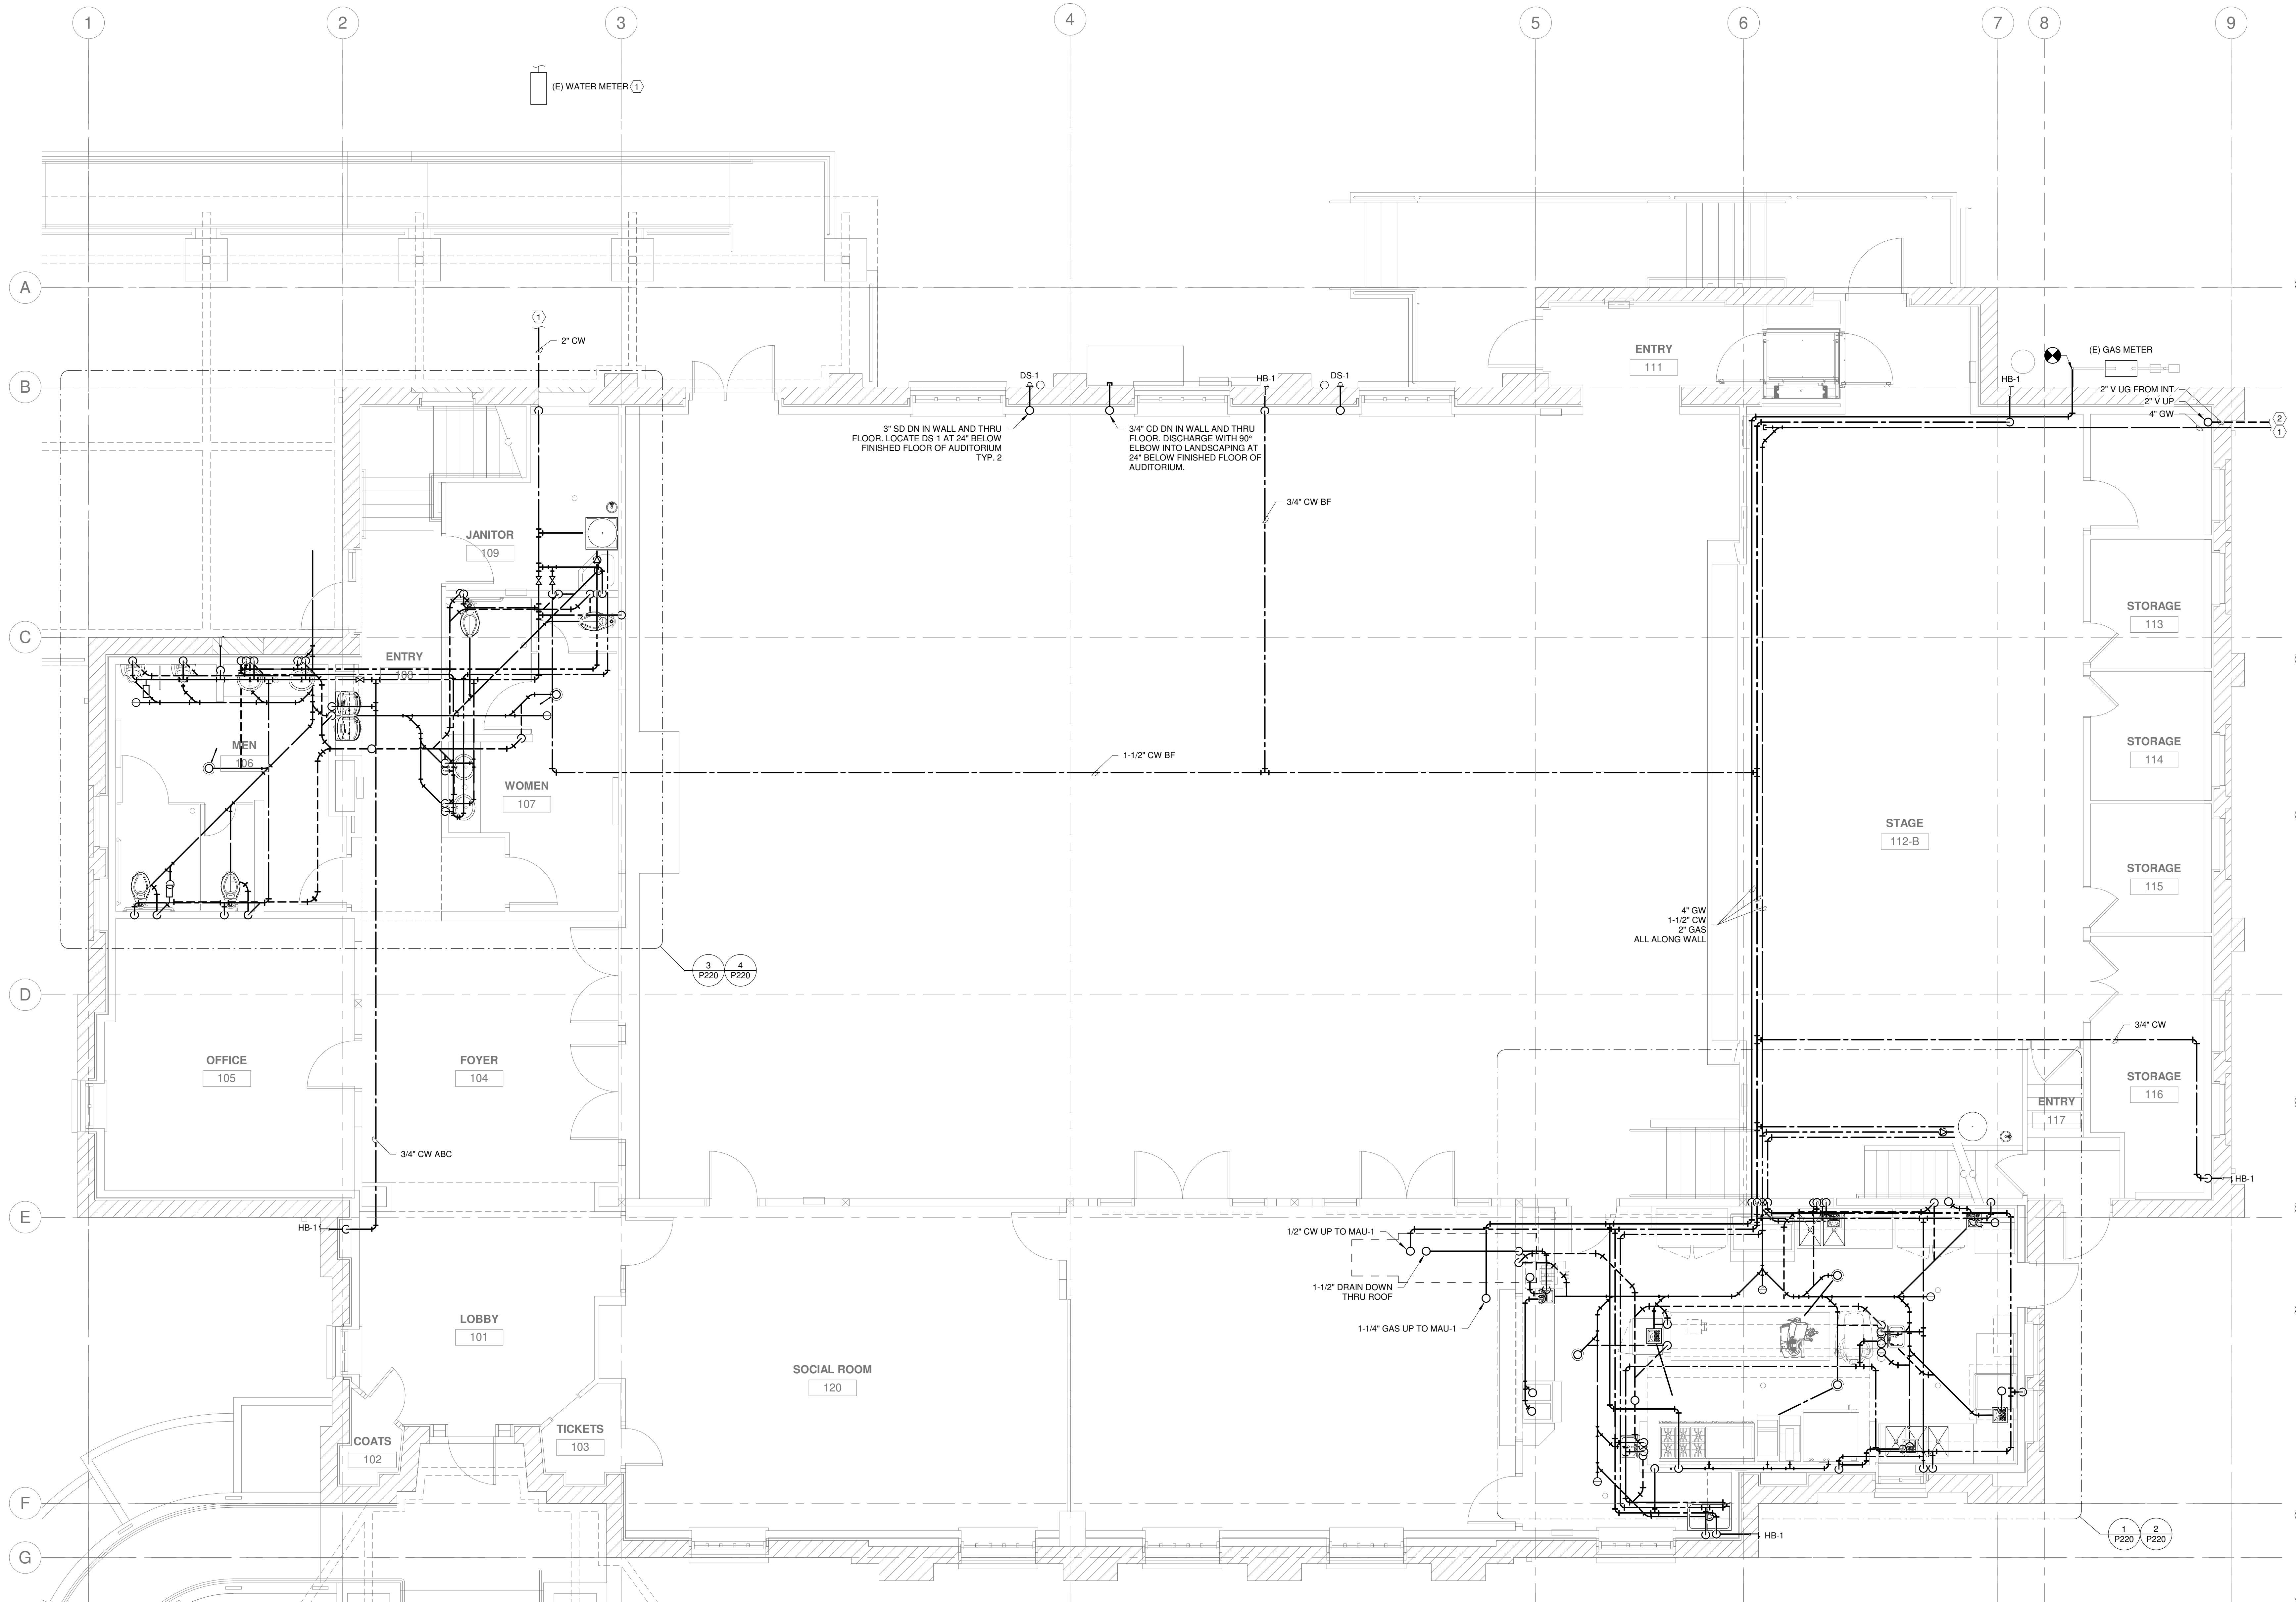 1
2
3
4
5
6
7
8
9
(E) WATER METER
1
A
1
2" CW
B
DS-1
HB-1
DS-1
ENTRY
111
(E) GAS METER
HB-1
2" V UG FROM INT
2" V UP
4" GW
2
1
3" SD DN IN WALL AND THRU
FLOOR. LOCATE DS-1 AT 24" BELOW
FINISHED FLOOR OF AUDITORIUM
TYP. 2
3/4" CD DN IN WALL AND THRU
FLOOR. DISCHARGE WITH 90°
ELBOW INTO LANDSCAPING AT
24" BELOW FINISHED FLOOR OF
AUDITORIUM.
3/4" CW BF
JANITOR
109
STORAGE
113
C
ENTRY
MEN
106
STORAGE
114
1-1/2" CW BF
WOMEN
107
STAGE
112-B
STORAGE
115
4" GW
1-1/2" CW
2" GAS
ALL ALONG WALL
3
P220
4
P220
D
3/4" CW
OFFICE
105
FOYER
104
STORAGE
116
ENTRY
117
3/4" CW ABC
HB-1
E
HB-1
1/2" CW UP TO MAU-1
1-1/2" DRAIN DOWN
THRU ROOF
1-1/4" GAS UP TO MAU-1
LOBBY
101
SOCIAL ROOM
120
TICKETS
103
COATS
102
F
HB-1
1
P220
2
P220
G